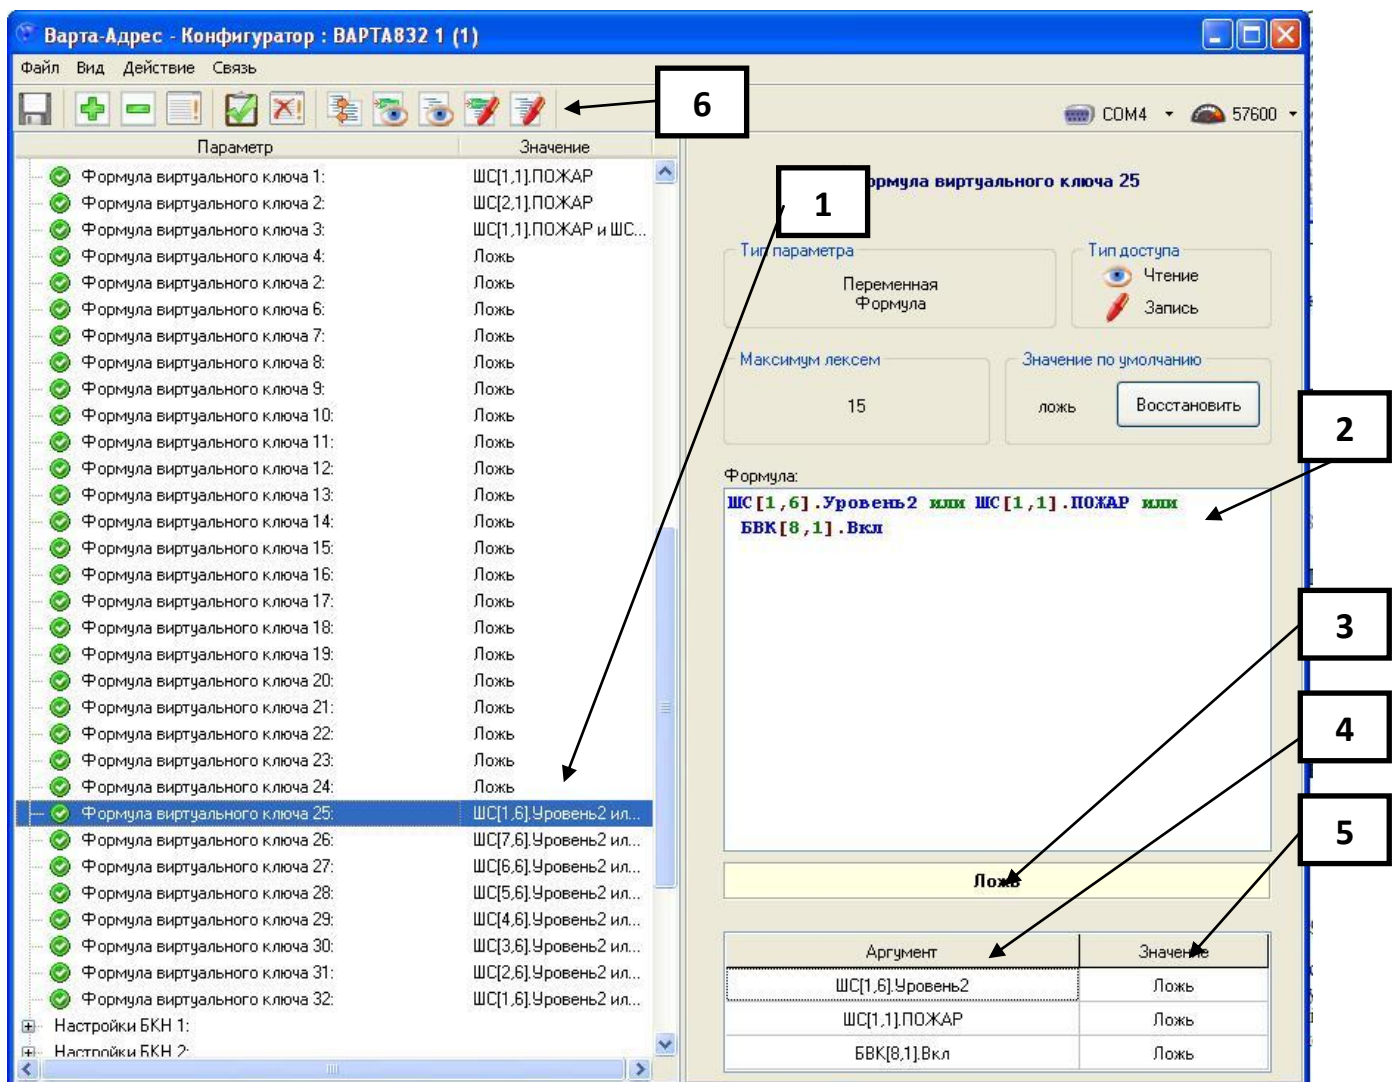 Варта-Адрес - Конфигуратор : ВАРТА832 1 (1)
Файл Вид Действие Связь
6
COM4 57600
Параметр Значение
Формула виртуального ключа 1: ШС[1,1].ПОЖАР
Формула виртуального ключа 2: ШС[2,1].ПОЖАР
Формула виртуального ключа 3: ШС[1,1].ПОЖАР и ШС...
Формула виртуального ключа 4: Ложь
Формула виртуального ключа 2: Ложь
Формула виртуального ключа 6: Ложь
Формула виртуального ключа 7: Ложь
Формула виртуального ключа 8: Ложь
Формула виртуального ключа 9: Ложь
Формула виртуального ключа 10: Ложь
Формула виртуального ключа 11: Ложь
Формула виртуального ключа 12: Ложь
Формула виртуального ключа 13: Ложь
Формула виртуального ключа 14: Ложь
Формула виртуального ключа 15: Ложь
Формула виртуального ключа 16: Ложь
Формула виртуального ключа 17: Ложь
Формула виртуального ключа 18: Ложь
Формула виртуального ключа 19: Ложь
Формула виртуального ключа 20: Ложь
Формула виртуального ключа 21: Ложь
Формула виртуального ключа 22: Ложь
Формула виртуального ключа 23: Ложь
Формула виртуального ключа 24: Ложь
Формула виртуального ключа 25: ШС[1,6].Уровень2 ил...
Формула виртуального ключа 26: ШС[7,6].Уровень2 ил...
Формула виртуального ключа 27: ШС[6,6].Уровень2 ил...
Формула виртуального ключа 28: ШС[5,6].Уровень2 ил...
Формула виртуального ключа 29: ШС[4,6].Уровень2 ил...
Формула виртуального ключа 30: ШС[3,6].Уровень2 ил...
Формула виртуального ключа 31: ШС[2,6].Уровень2 ил...
Формула виртуального ключа 32: ШС[1,6].Уровень2 ил...
Настройки БКН 1:
Настройки БКН 2:
1
ормула виртуального ключа 25
Тип параметра
Переменная
Формула
Тип доступа
Чтение
Запись
Максимум лексем
15
Значение по умолчанию
ложь Восстановить
2
Формула:
ШС[1,6].Уровень2 или ШС[1,1].ПОЖАР или
БВК[8,1].Вкл
3
4
5
Ложь
Аргумент Значение
ШС[1,6].Уровень2 Ложь
ШС[1,1].ПОЖАР Ложь
БВК[8,1].Вкл Ложь